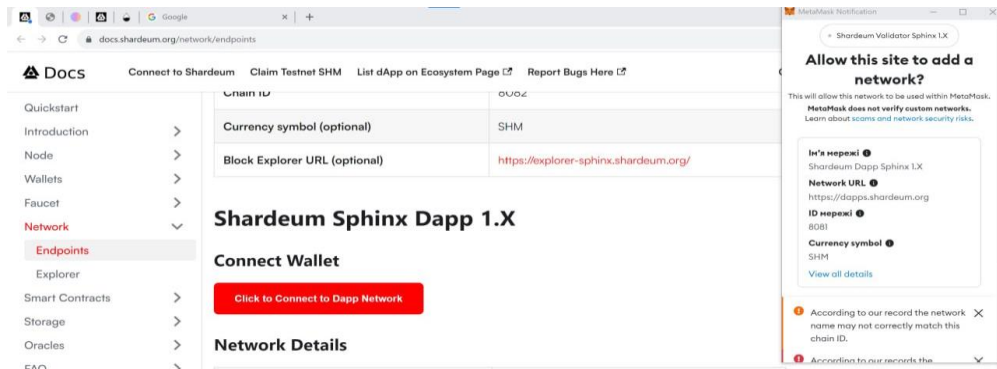 Google
docs.shardeum.org/network/endpoints
Docs
Connect to Shardeum Claim Testnet SHM List dApp on Ecosystem Page Report Bugs Here
Quickstart
Introduction
Node
Wallets
Faucet
Network
Endpoints
Explorer
Smart Contracts
Storage
Oracles
FAQ
Chain ID 8082
Currency symbol (optional) SHM
Block Explorer URL (optional) https://explorer-sphinx.shardeum.org/
Shardeum Sphinx Dapp 1.X
Connect Wallet
Click to Connect to Dapp Network
Network Details
MetaMask Notification
Shardeum Validator Sphinx 1.X
Allow this site to add a
network?
This will allow this network to be used within MetaMask.
MetaMask does not verify custom networks.
Learn about scams and network security risks.
Ім'я мережі
Shardeum Dapp Sphinx 1.X
Network URL
https://dapps.shardeum.org
ID мережі
8081
Currency symbol
SHM
View all details
According to our record the network
name may not correctly match this
chain ID.
According to our records the